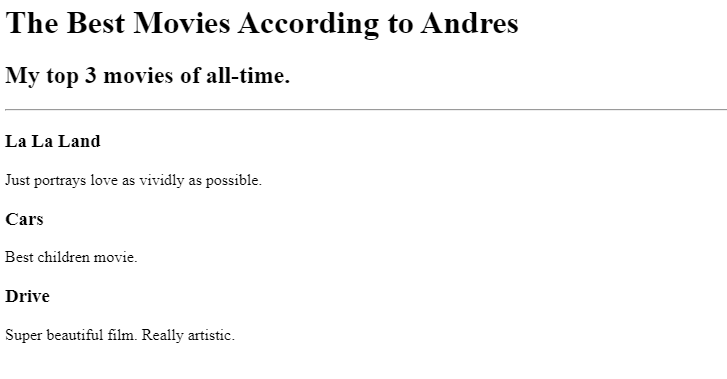 The Best Movies According to Andres
My top 3 movies of all-time.
La La Land
Just portrays love as vividly as possible.
Cars
Best children movie.
Drive
Super beautiful film. Really artistic.